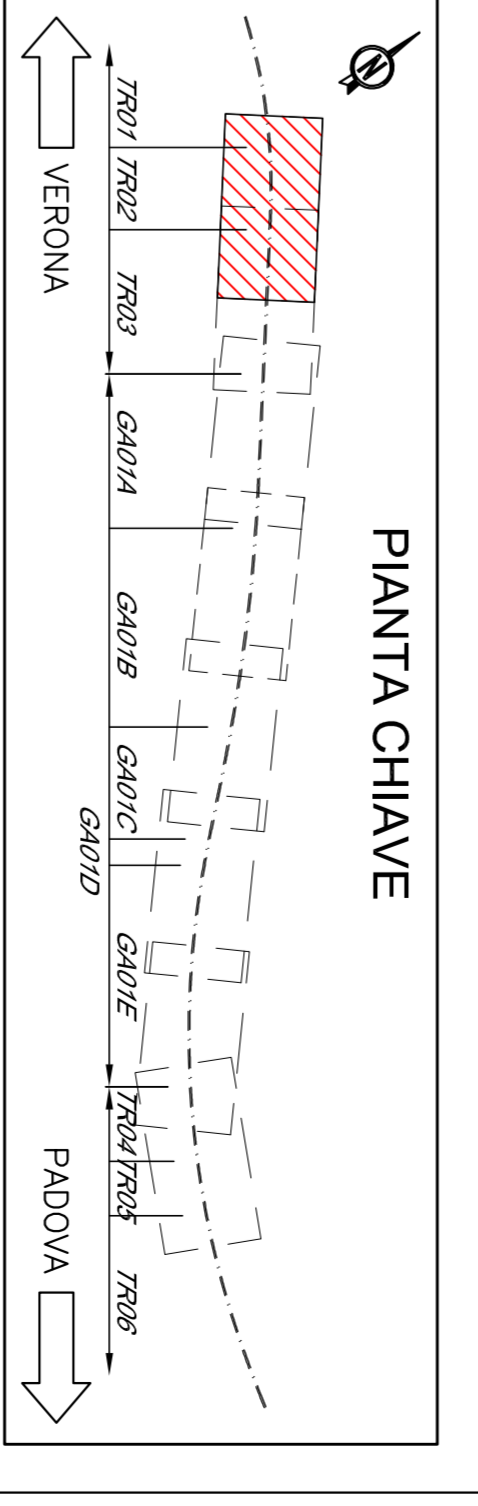 PIANTA CHIAVE
N
TR01 TR02 TR03 GA01A GA01B GA01C GA01E TR04 TR05 TR06
GA01D
VERONA PADOVA